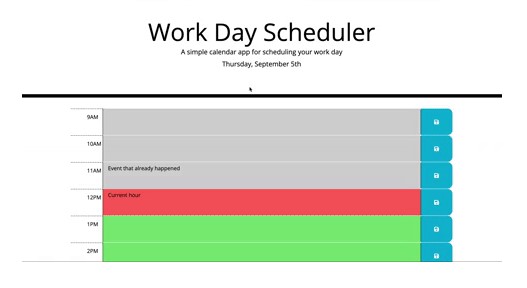 Work Day Scheduler
A simple calendar app for scheduling your work day
Thursday, September 5th
9AM
10AM
11AM Event that already happened
12PM Current hour
1PM
2PM